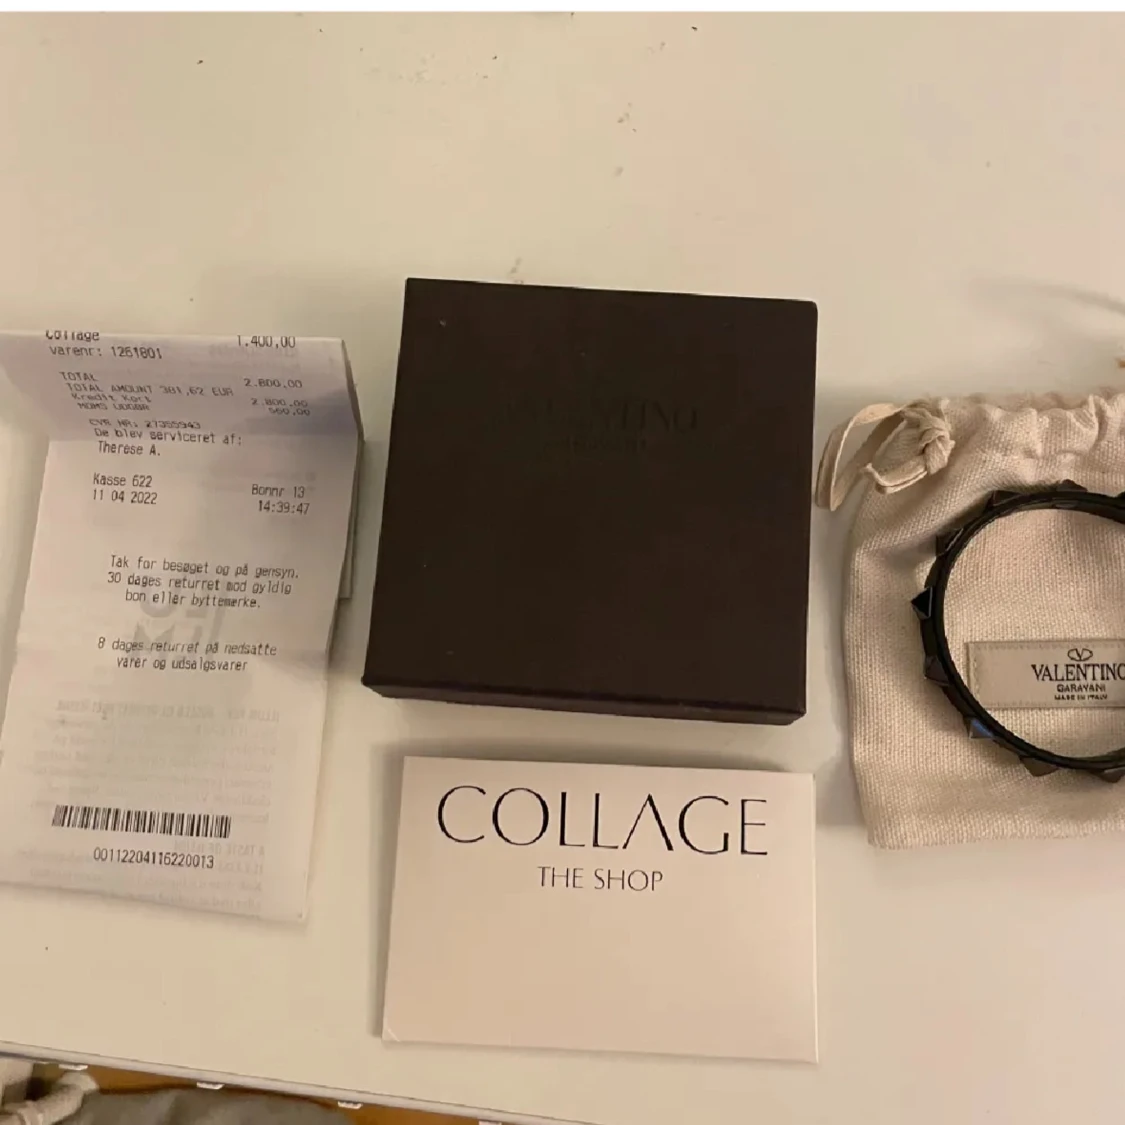 Collage 1.400,00
Varenr: 1261801
TOTAL 2.800,00
TOTAL AMOUNT 381,62 EUR
Kredit Kort 2.800,00
MOMS UDGØR 560,00
CVR NR: 27355943
De blev serviceret af:
Therese A.
Kasse 622 Bonnr 13
11 04 2022 14:39:47
Tak for besøget og på gensyn.
30 dages returret mod gyldig
bon eller byttemærke.
8 dages returret på nedsatte
varer og udsalgsvarer
00112204116220013
VALENTINO
COLLAGE
THE SHOP
VALENTINO
GARAVANI
MADE IN ITALY